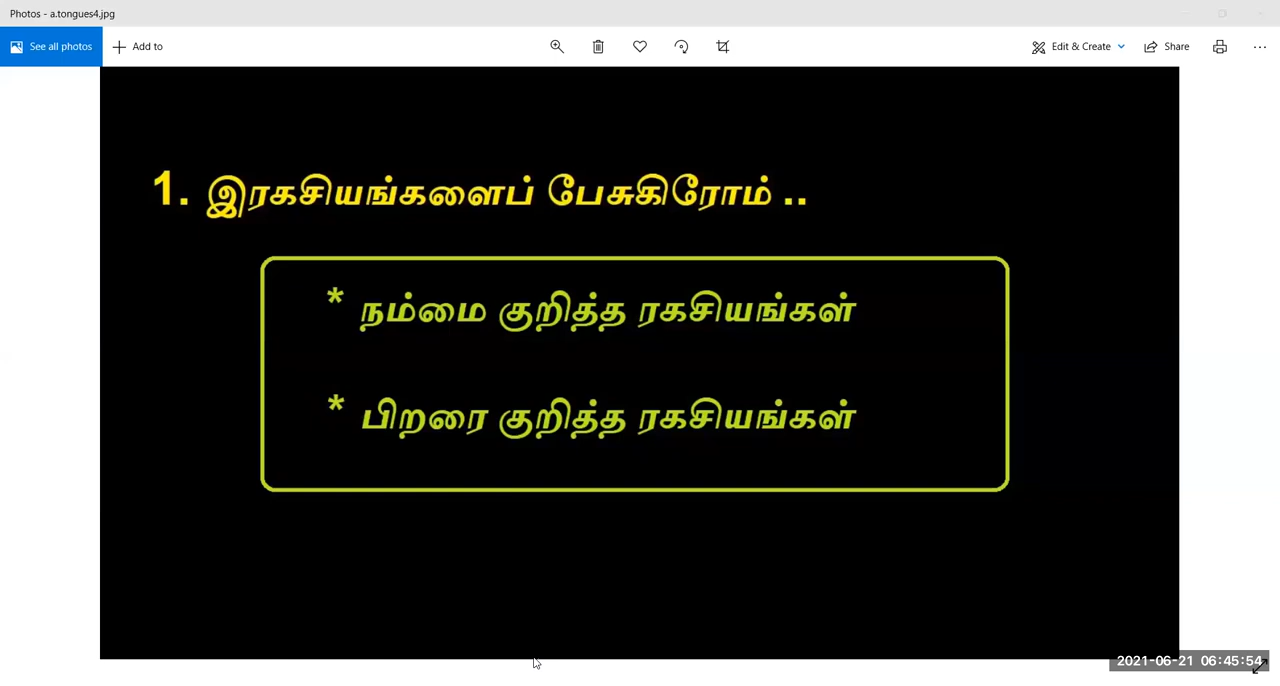 Photos - a.tongues4.jpg
See all photos
Add to
Edit & Create
Share
1. இரகசியங்களைப் பேசுகிரோம் ..
* நம்மை குறித்த ரகசியங்கள்
* பிறரை குறித்த ரகசியங்கள்
2021-06-21 06:45:54